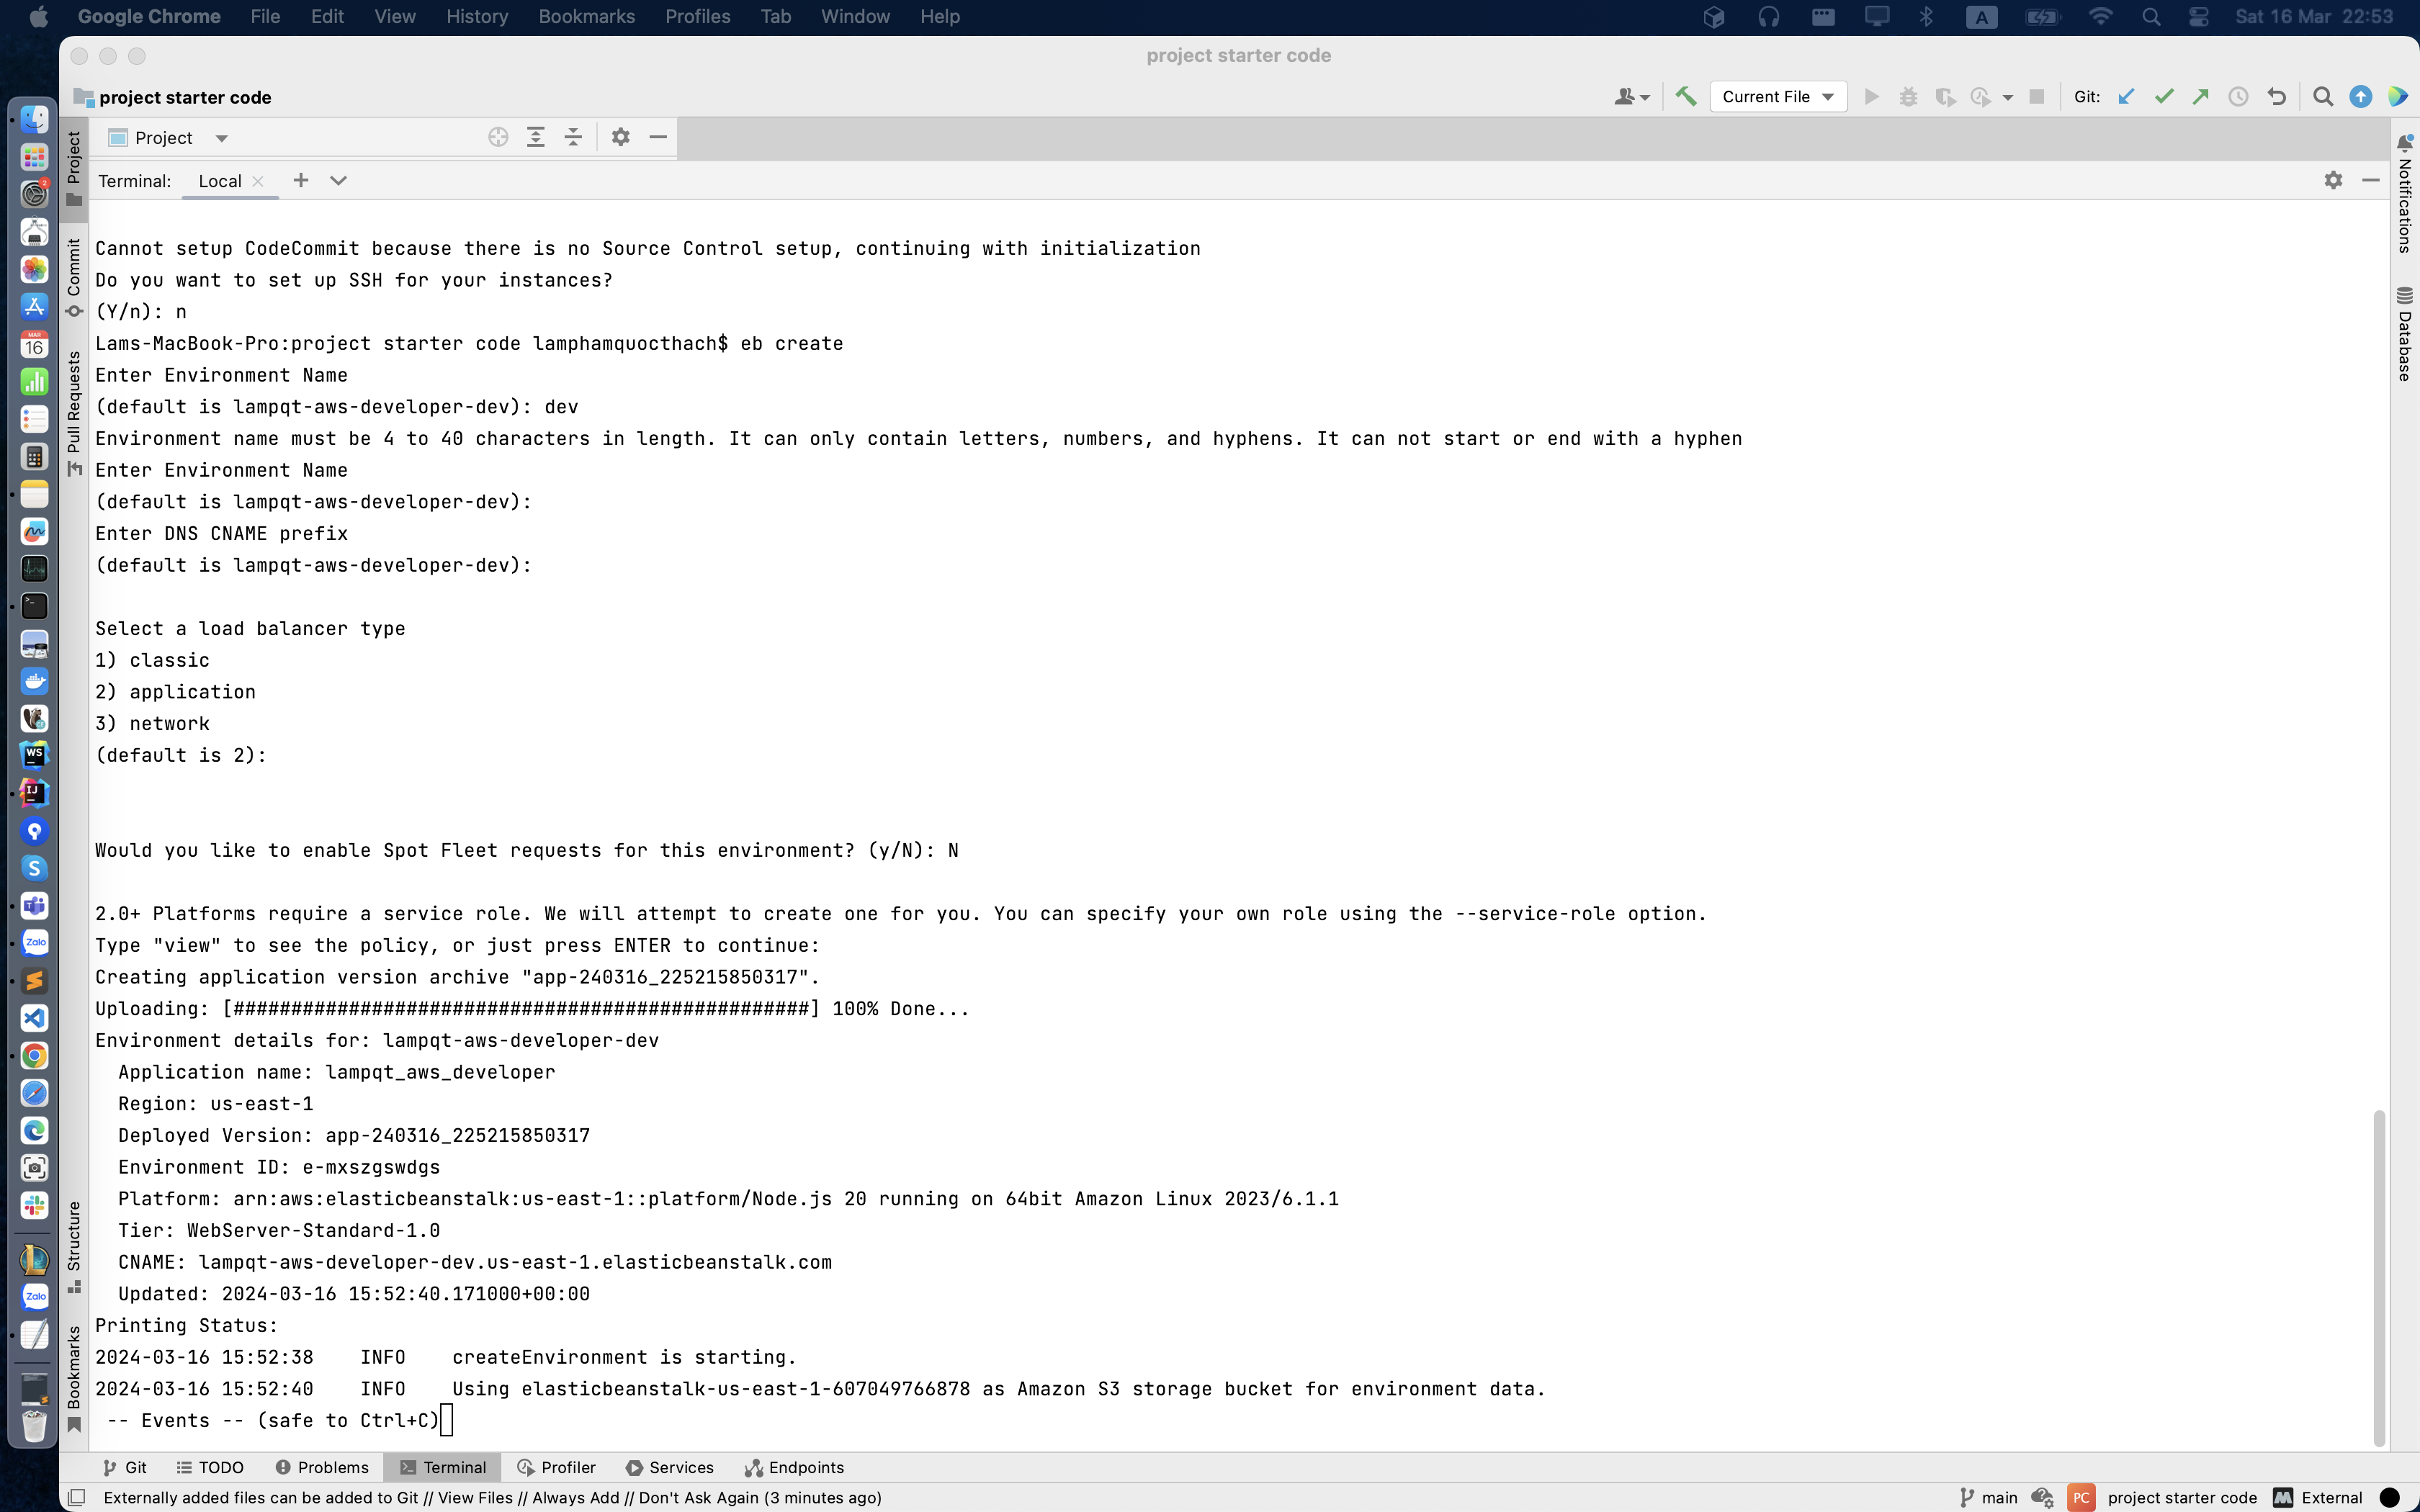 Google Chrome File Edit View History Bookmarks Profiles Tab Window Help A Sat 16 Mar 22:53
project starter code
project starter code Current File Git:
Project
Terminal: Local
Cannot setup CodeCommit because there is no Source Control setup, continuing with initialization
Do you want to set up SSH for your instances?
(Y/n): n
Lams-MacBook-Pro:project starter code lamphamquocthach$ eb create
Enter Environment Name
(default is lampqt-aws-developer-dev): dev
Environment name must be 4 to 40 characters in length. It can only contain letters, numbers, and hyphens. It can not start or end with a hyphen
Enter Environment Name
(default is lampqt-aws-developer-dev):
Enter DNS CNAME prefix
(default is lampqt-aws-developer-dev):
Select a load balancer type
1) classic
2) application
3) network
(default is 2):
Would you like to enable Spot Fleet requests for this environment? (y/N): N
2.0+ Platforms require a service role. We will attempt to create one for you. You can specify your own role using the --service-role option.
Type "view" to see the policy, or just press ENTER to continue:
Creating application version archive "app-240316_225215850317".
Uploading: [##################################################] 100% Done...
Environment details for: lampqt-aws-developer-dev
Application name: lampqt_aws_developer
Region: us-east-1
Deployed Version: app-240316_225215850317
Environment ID: e-mxszgswdgs
Platform: arn:aws:elasticbeanstalk:us-east-1::platform/Node.js 20 running on 64bit Amazon Linux 2023/6.1.1
Tier: WebServer-Standard-1.0
CNAME: lampqt-aws-developer-dev.us-east-1.elasticbeanstalk.com
Updated: 2024-03-16 15:52:40.171000+00:00
Printing Status:
2024-03-16 15:52:38 INFO createEnvironment is starting.
2024-03-16 15:52:40 INFO Using elasticbeanstalk-us-east-1-607049766878 as Amazon S3 storage bucket for environment data.
-- Events -- (safe to Ctrl+C)
Git TODO Problems Terminal Profiler Services Endpoints
Externally added files can be added to Git // View Files // Always Add // Don't Ask Again (3 minutes ago) main PC project starter code External
Project
Commit
Pull Requests
Structure
Bookmarks
Notifications
Database
2
MAR
16
WS
IJ
S
Zalo
Zalo